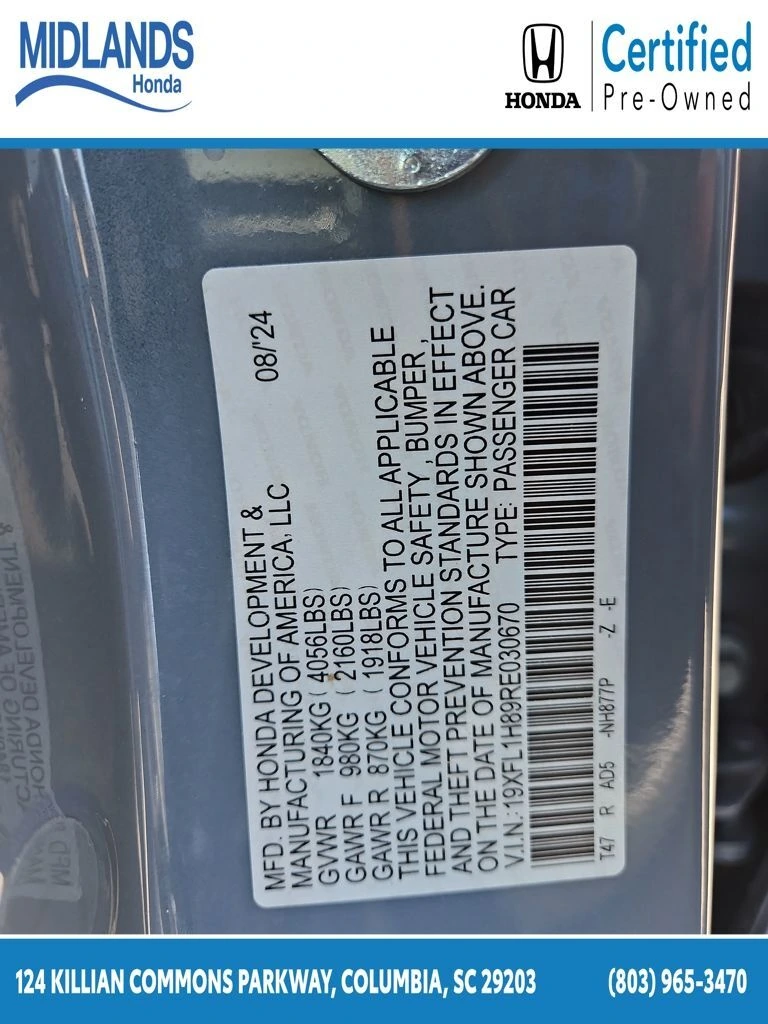 MIDLANDS
Honda
HONDA
Certified
Pre-Owned
MFD. BY HONDA DEVELOPMENT &
MANUFACTURING OF AMERICA, LLC 08/'24
GVWR 1840KG ( 4056LBS)
GAWR F 980KG ( 2160LBS)
GAWR R 870KG ( 1918LBS)
THIS VEHICLE CONFORMS TO ALL APPLICABLE
FEDERAL MOTOR VEHICLE SAFETY , BUMPER ,
AND THEFT PREVENTION STANDARDS IN EFFECT
ON THE DATE OF MANUFACTURE SHOWN ABOVE.
V.I.N.:19XFL1H89RE030670 TYPE: PASSENGER CAR
T47 R AD5 -NH877P -Z -E
124 KILLIAN COMMONS PARKWAY, COLUMBIA, SC 29203 (803) 965-3470